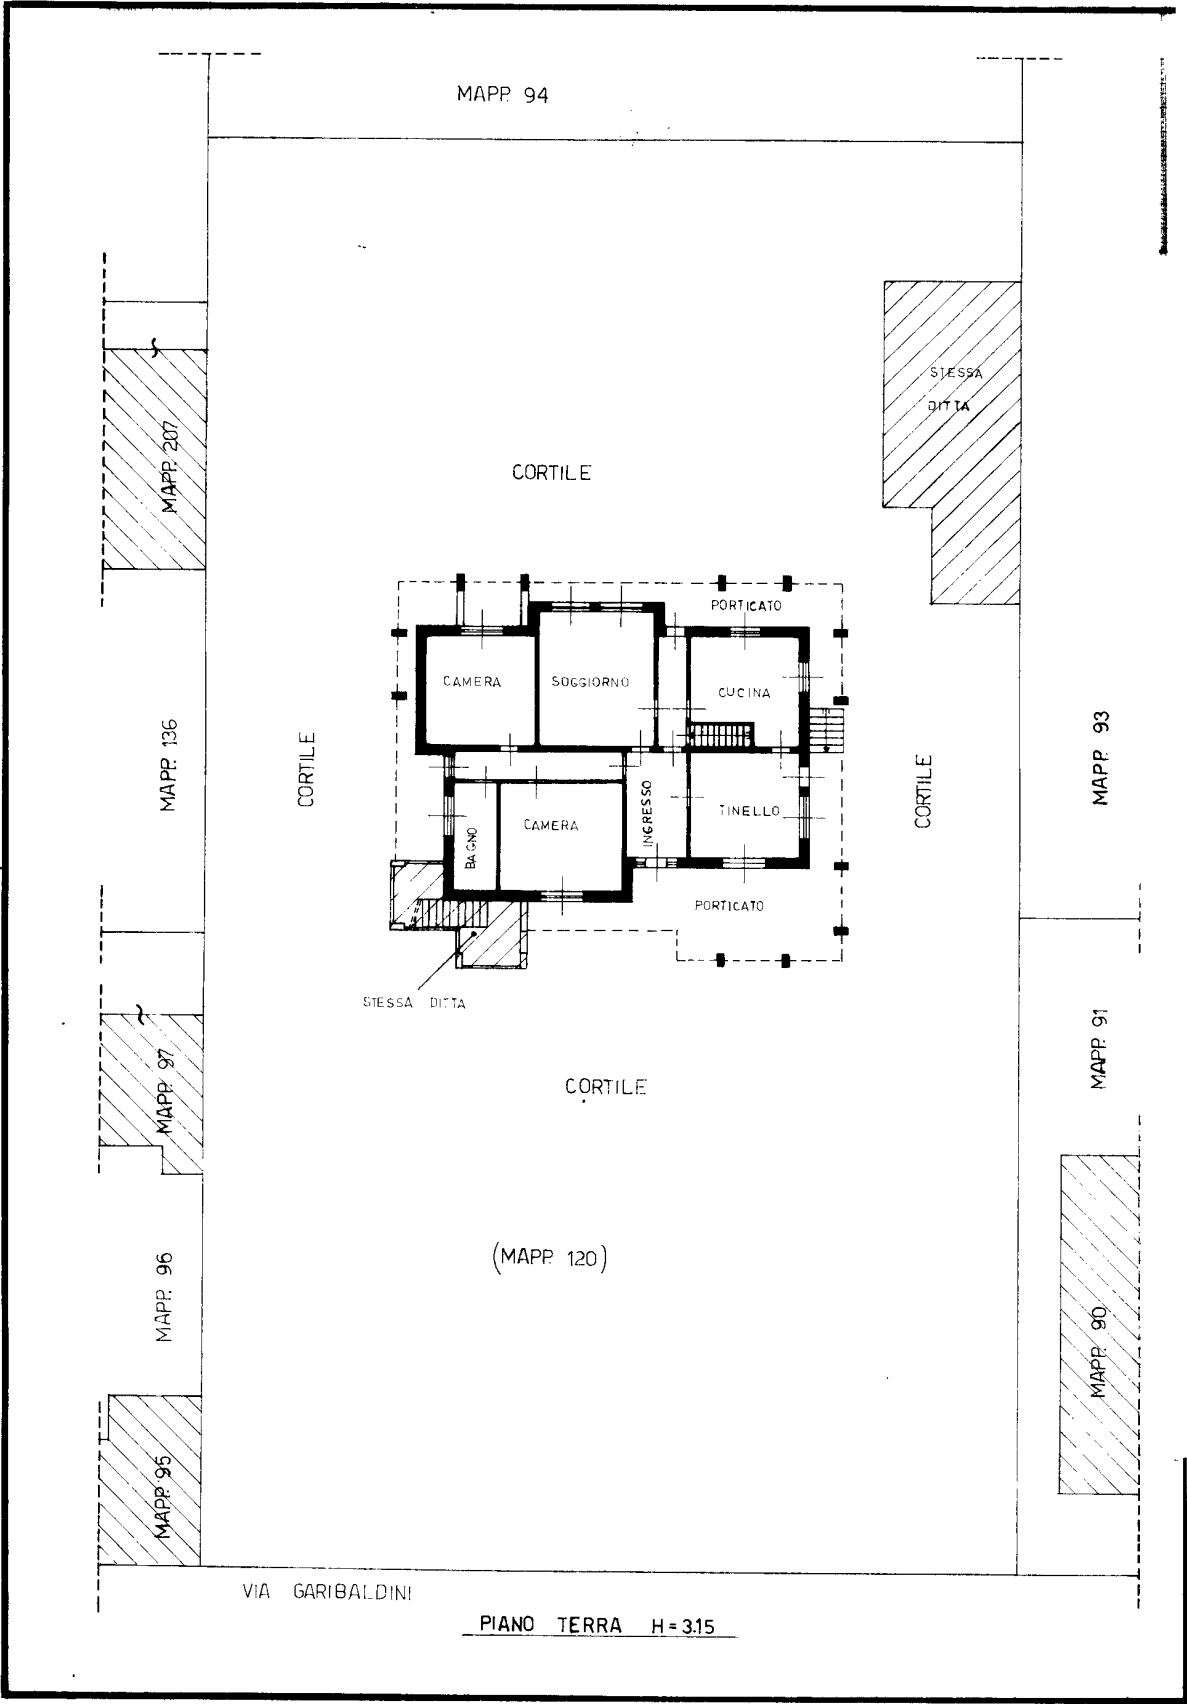 MAPP. 94
STESSA
DITTA
MAPP. 207
CORTILE
PORTICATO
CAMERA
SOGGIORNO
CUCINA
MAPP. 136
CORTILE
MAPP. 93
CORTILE
INGRESSO
TINELLO
CAMERA
BAGNO
PORTICATO
STESSA DITTA
MAPP. 91
MAPP. 97
CORTILE
(MAPP. 120)
MAPP. 96
MAPP. 90
MAPP. 95
VIA GARIBALDINI
PIANO TERRA H=3.15